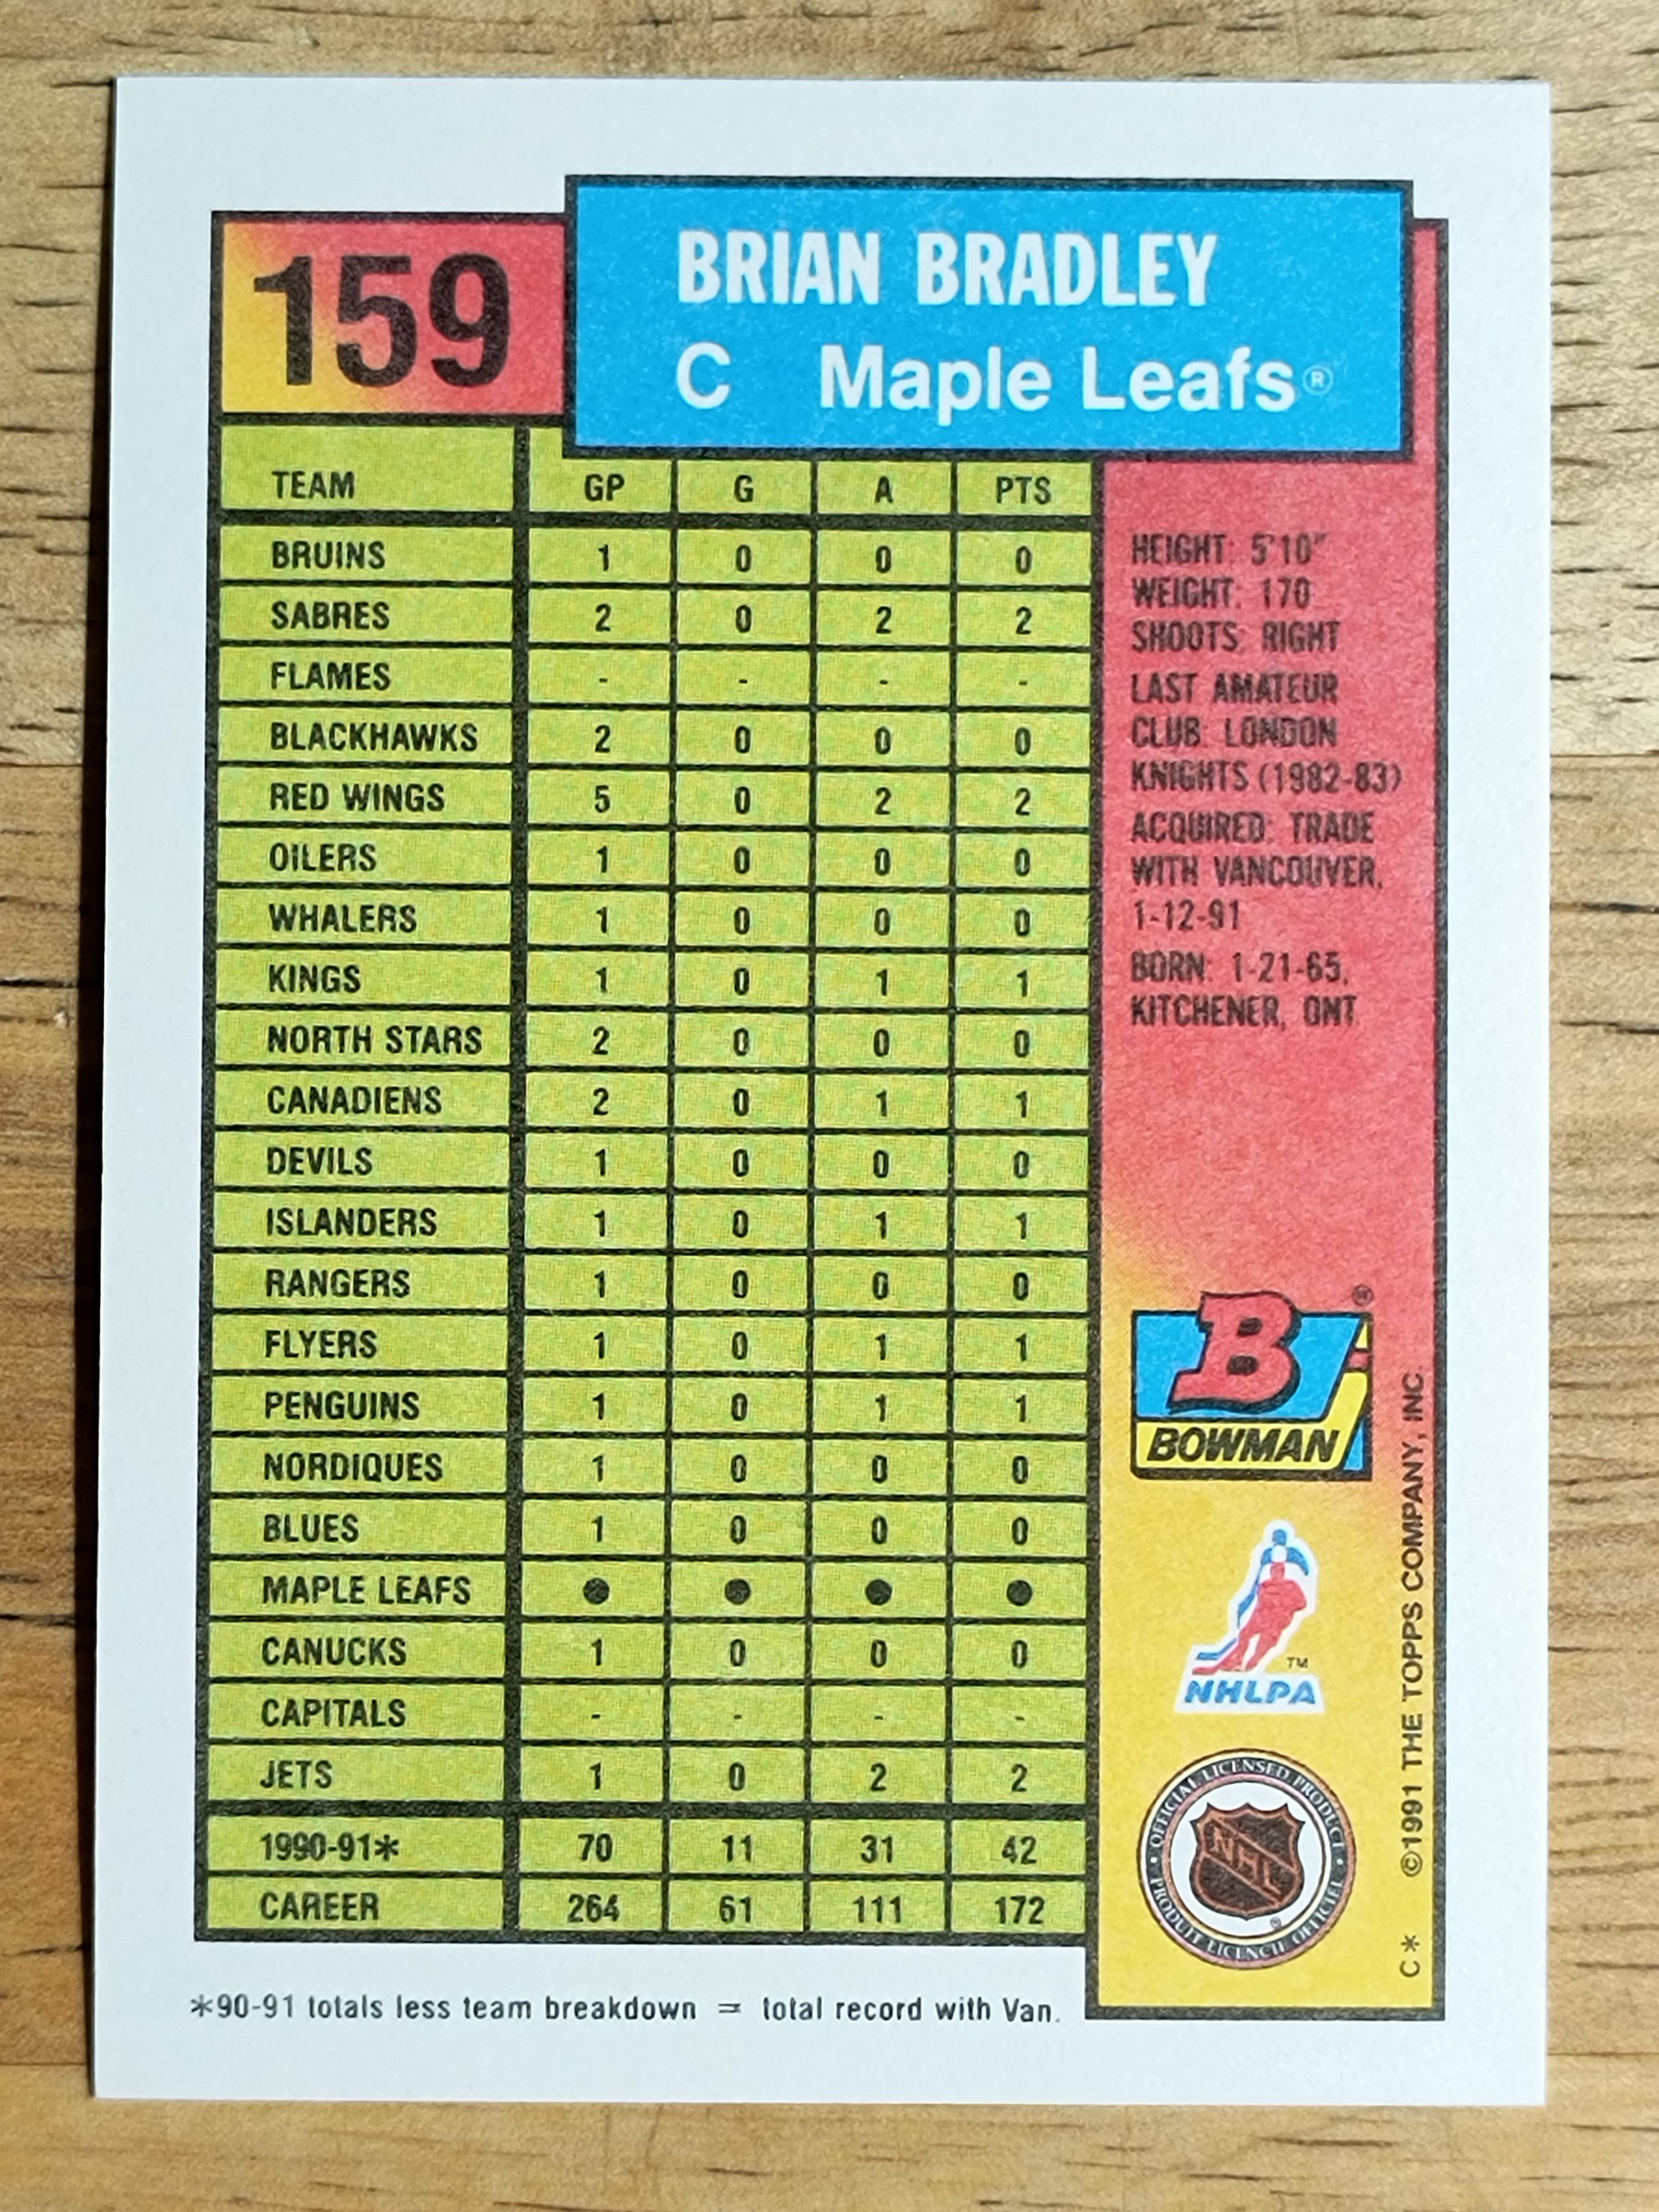 159
BRIAN BRADLEY
C Maple Leafs®
TEAM GP G A PTS
BRUINS 1 0 0 0
SABRES 2 0 2 2
FLAMES - - - -
BLACKHAWKS 2 0 0 0
RED WINGS 5 0 2 2
OILERS 1 0 0 0
WHALERS 1 0 0 0
KINGS 1 0 1 1
NORTH STARS 2 0 0 0
CANADIENS 2 0 1 1
DEVILS 1 0 0 0
ISLANDERS 1 0 1 1
RANGERS 1 0 0 0
FLYERS 1 0 1 1
PENGUINS 1 0 1 1
NORDIQUES 1 0 0 0
BLUES 1 0 0 0
MAPLE LEAFS ● ● ● ●
CANUCKS 1 0 0 0
CAPITALS - - - -
JETS 1 0 2 2
1990-91* 70 11 31 42
CAREER 264 61 111 172
*90-91 totals less team breakdown = total record with Van.
HEIGHT: 5'10"
WEIGHT: 170
SHOOTS: RIGHT
LAST AMATEUR
CLUB: LONDON
KNIGHTS (1982-83)
ACQUIRED: TRADE
WITH VANCOUVER,
1-12-91
BORN: 1-21-65,
KITCHENER, ONT.
B ®
BOWMAN
TM
NHLPA
• OFFICIAL LICENSED PRODUCT •
NHL ®
PRODUIT LICENCIÉ OFFICIEL
C* ©1991 THE TOPPS COMPANY, INC.